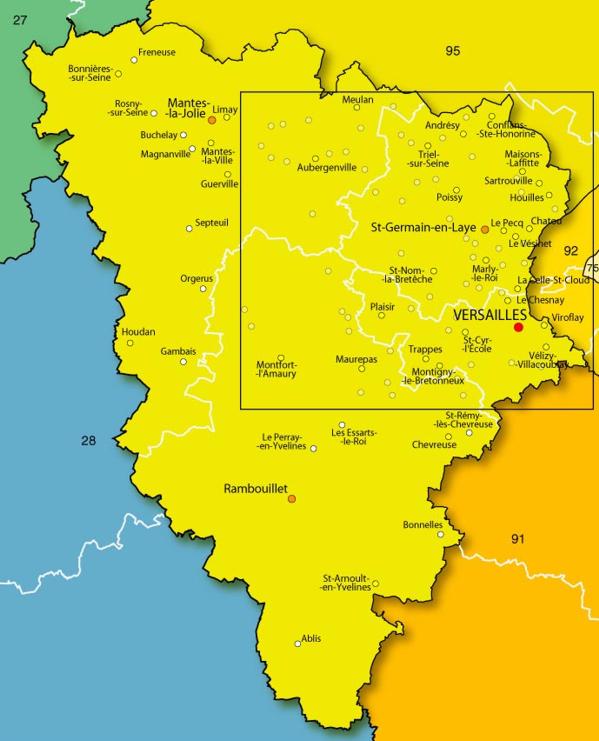 27
95
Freneuse
Bonnières-
-sur-Seine
Rosny-
-sur-Seine
Mantes-
-la-Jolie
Limay
Meulan
Buchelay
Magnanville
Mantes-
-la-Ville
Guerville
Aubergenville
Andrésy
Conflans-
-Ste-Honorine
Triel-
-sur-Seine
Maisons-
-Laffitte
Sartrouville
Poissy
Houilles
Septeuil
St-Germain-en-Laye
Le Pecq
Chatou
Le Vésinet
92
75
Orgerus
St-Nom-
-la-Bretèche
Marly-
-le-Roi
La Celle-St-Cloud
Le Chesnay
Plaisir
VERSAILLES
Viroflay
Houdan
Gambais
St-Cyr-
-l'École
Vélizy-
-Villacoublay
Montfort-
-l'Amaury
Maurepas
Trappes
Montigny-
-le-Bretonneux
28
Le Perray-
-en-Yvelines
Les Essarts-
-le-Roi
St-Rémy-
-lès-Chevreuse
Chevreuse
Rambouillet
Bonnelles
91
St-Arnoult-
-en-Yvelines
Ablis